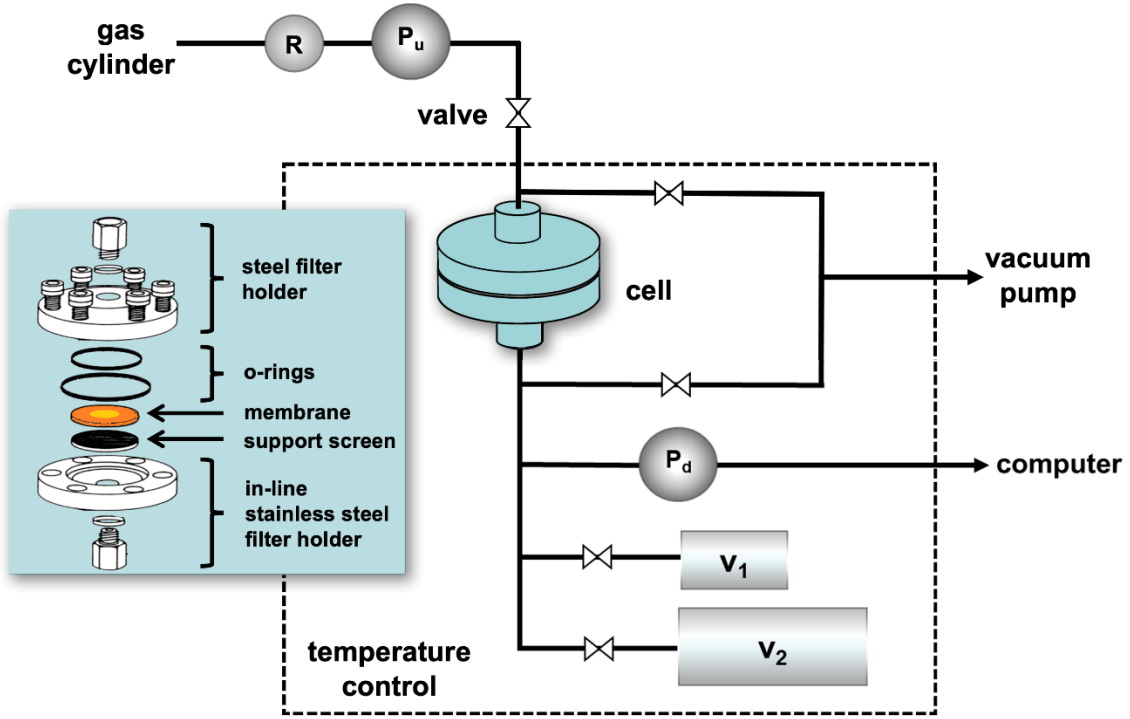 gas
cylinder
R
Pu
valve
steel filter
holder
cell
vacuum
pump
o-rings
membrane
support screen
Pd
computer
in-line
stainless steel
filter holder
V1
V2
temperature
control